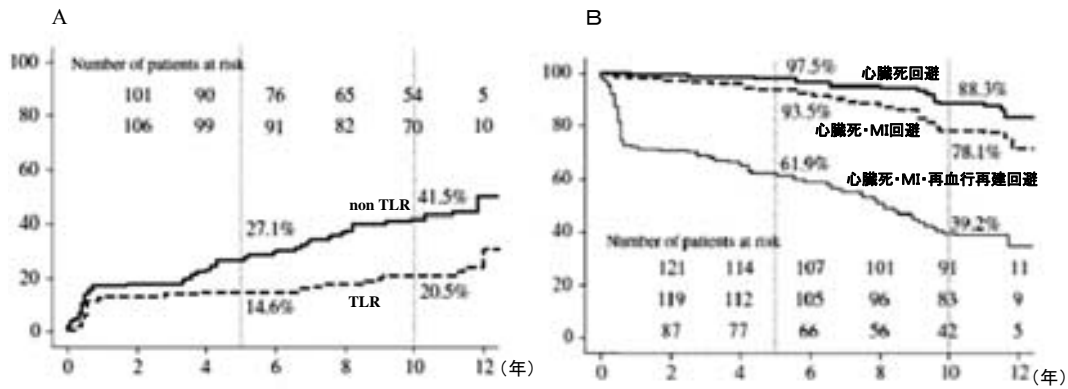 A
100
80
60
40
20
0
Number of patients at risk
101 90 76 65 54 5
106 99 91 82 70 10
non TLR
27.1%
41.5%
14.6%
TLR
20.5%
0 2 4 6 8 10 12 (年)
B
100
80
60
40
20
0
97.5%
心臓死回避
88.3%
93.5%
心臓死・MI回避
78.1%
61.9%
心臓死・MI・再血行再建回避
39.2%
Number of patients at risk
121 114 107 101 91 11
119 112 105 96 83 9
87 77 66 56 42 5
0 2 4 6 8 10 12 (年)